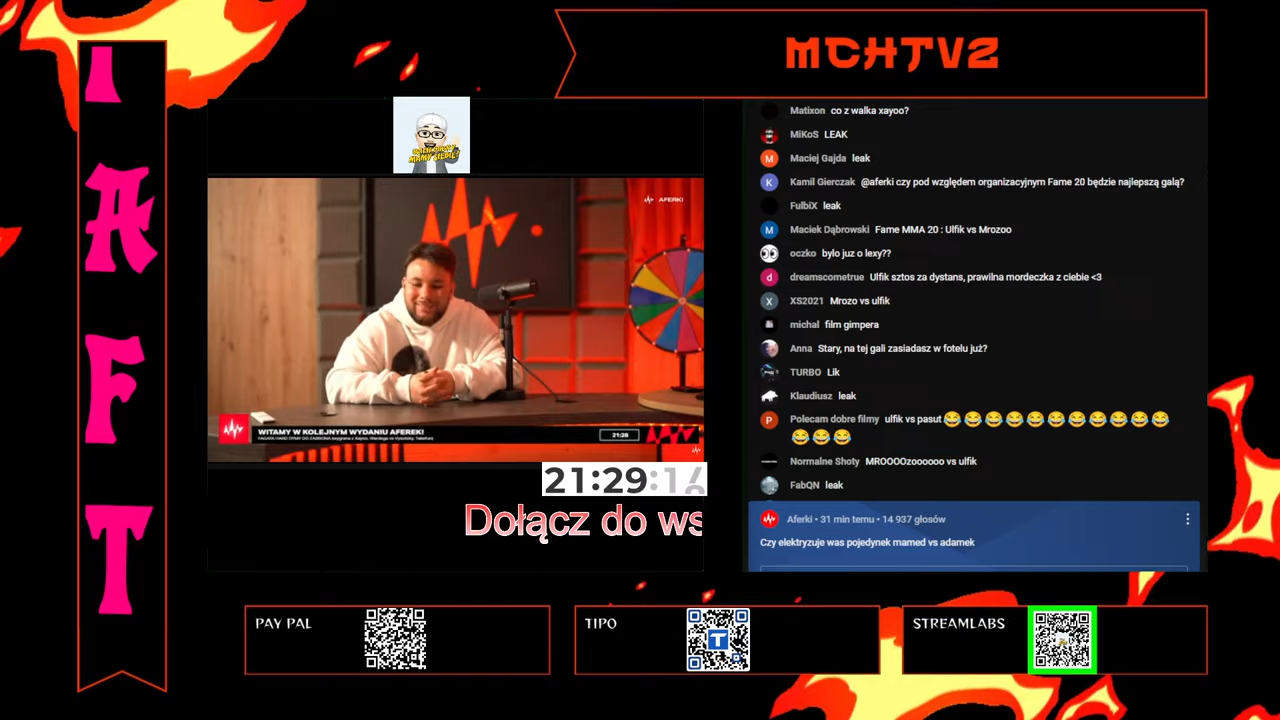 MCHTV2
I
A
F
T
MAMY CIEBIE!
AFERKI
WITAMY W KOLEJNYM WYDANIU AFEREK!
21:28
21:29
Dołącz do ws
Matixon co z walka xayoo?
MiKoS LEAK
M Maciej Gajda leak
K Kamil Gierczak @aferki czy pod względem organizacyjnym Fame 20 będzie najlepszą galą?
FulbiX leak
M Maciek Dąbrowski Fame MMA 20 : Ulfik vs Mrozoo
oczko bylo juz o lexy??
d dreamscometrue Ulfik sztos za dystans, prawilna mordeczka z ciebie <3
X XS2021 Mrozo vs ulfik
michal film gimpera
Anna Stary, na tej gali zasiadasz w fotelu już?
TURBO Lik
Klaudiusz leak
P Polecam dobre filmy ulfik vs pasut 😂😂😂😂😂😂😂😂😂😂😂
😂😂😂
Normalne Shoty MROOOOzoooooo vs ulfik
FabQN leak
Aferki • 31 min temu • 14 937 głosów
Czy elektryzuje was pojedynek mamed vs adamek
PAY PAL
TIPO
T
STREAMLABS